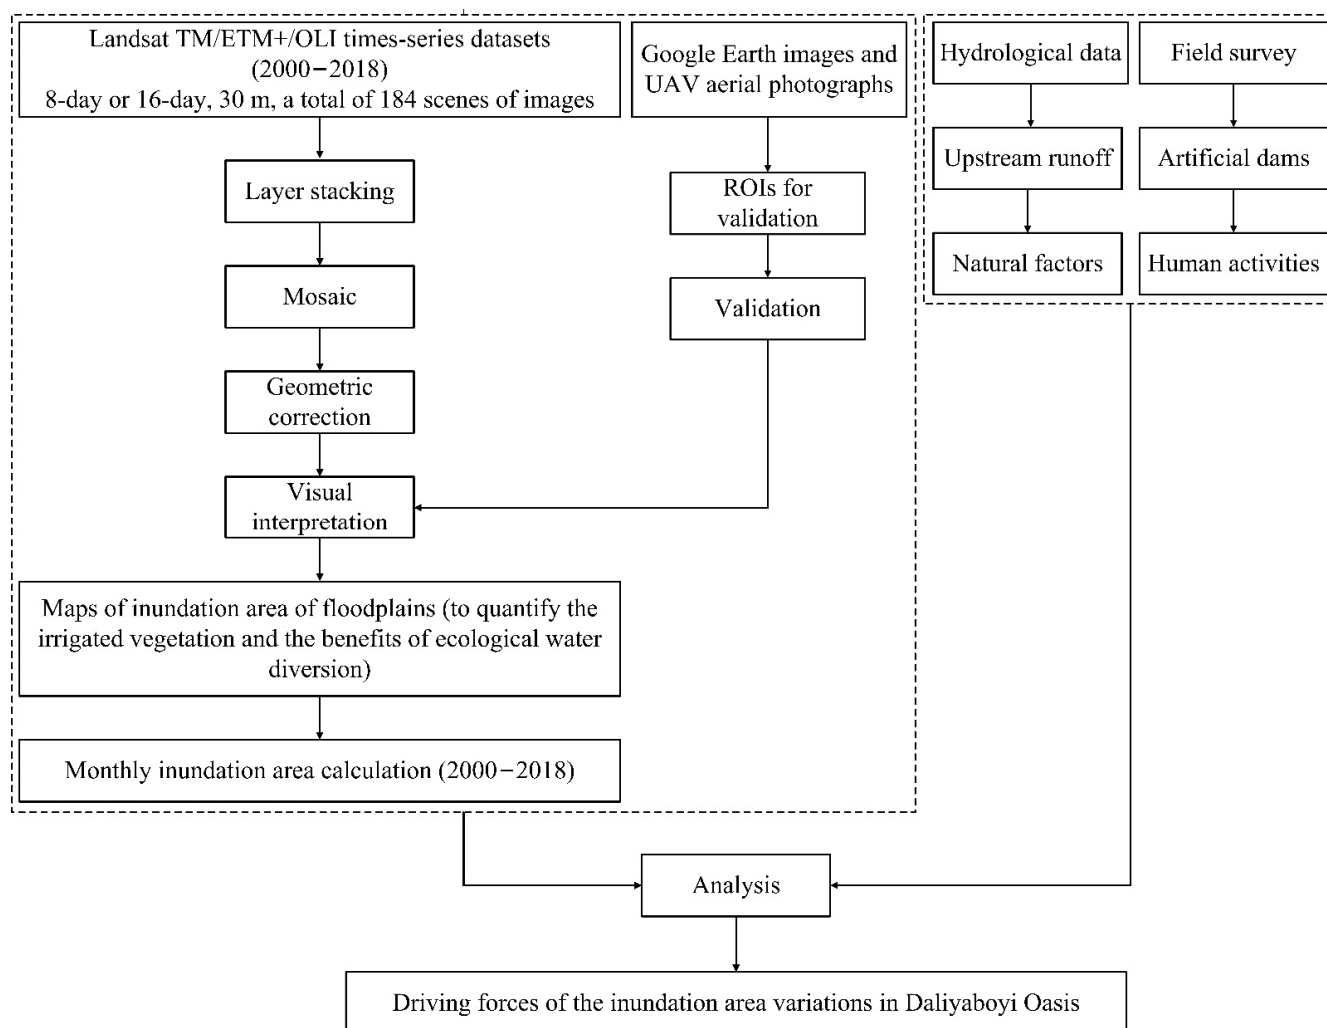 Landsat TM/ETM+/OLI times-series datasets
(2000−2018)
8-day or 16-day, 30 m, a total of 184 scenes of images
Layer stacking
Mosaic
Geometric
correction
Visual
interpretation
Maps of inundation area of floodplains (to quantify the
irrigated vegetation and the benefits of ecological water
diversion)
Monthly inundation area calculation (2000−2018)
Google Earth images and
UAV aerial photographs
ROIs for
validation
Validation
Hydrological data
Upstream runoff
Natural factors
Field survey
Artificial dams
Human activities
Analysis
Driving forces of the inundation area variations in Daliyaboyi Oasis